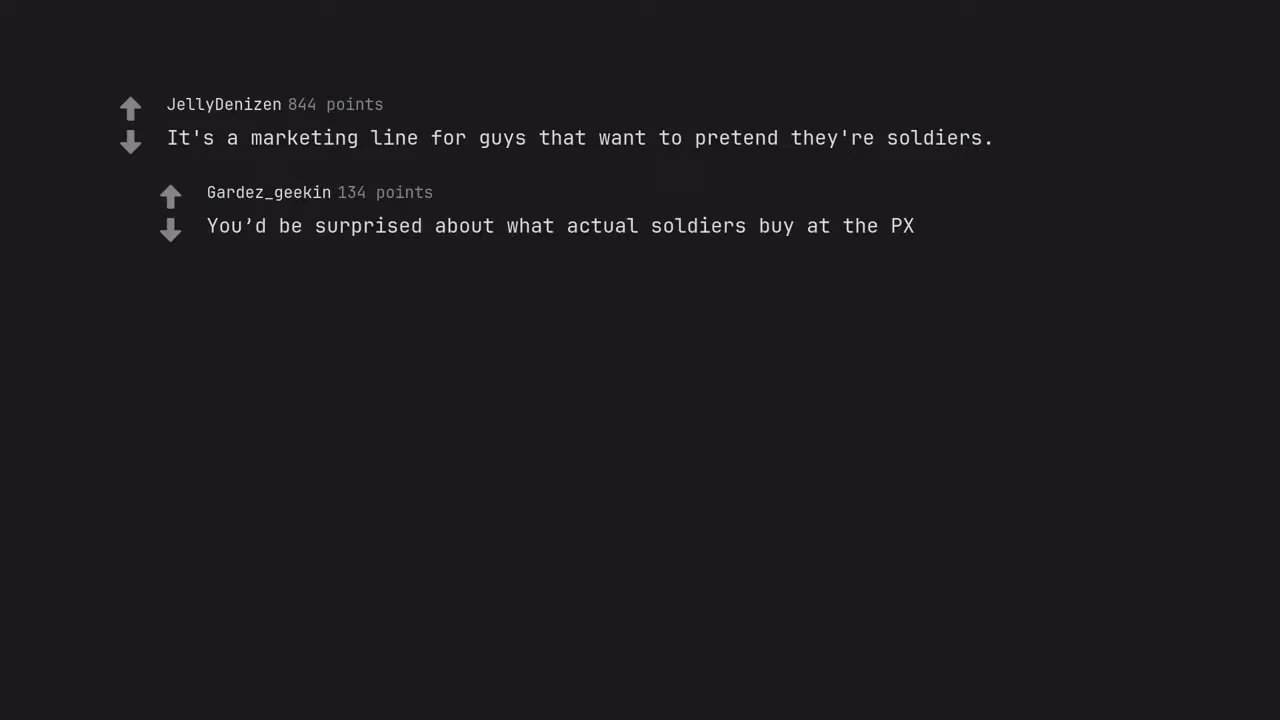 JellyDenizen 844 points
It's a marketing line for guys that want to pretend they're soldiers.
Gardez_geekin 134 points
You’d be surprised about what actual soldiers buy at the PX